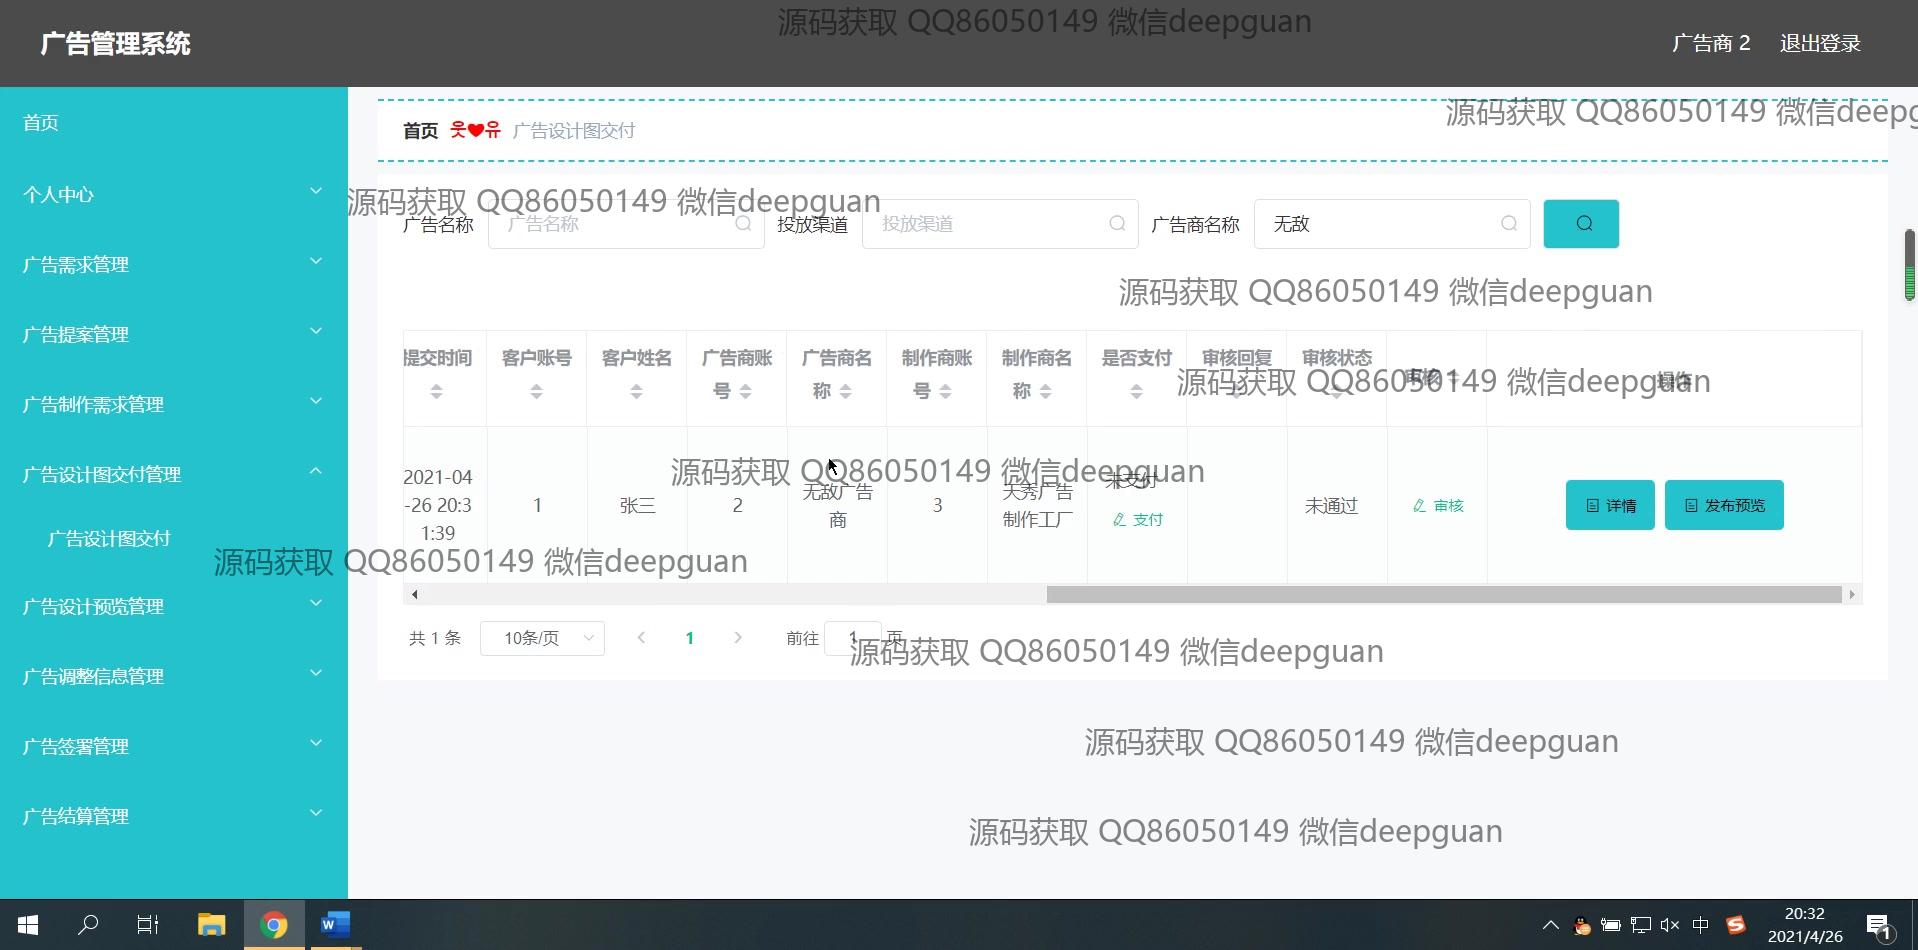 源码获取 QQ86050149 微信deepguan
广告管理系统
广告商 2 退出登录
首页
个人中心
广告需求管理
广告提案管理
广告制作需求管理
广告设计图交付管理
广告设计图交付
广告设计预览管理
广告调整信息管理
广告签署管理
广告结算管理
首页 웃❤유 广告设计图交付
源码获取 QQ86050149 微信deepg
源码获取 QQ86050149 微信deepguan
广告名称 广告名称 投放渠道 投放渠道 广告商名称 无敌
源码获取 QQ86050149 微信deepguan
提交时间 客户账号 客户姓名 广告商账号 广告商名称 制作商账号 制作商名称 是否支付 审核回复 审核状态 审核 操作
源码获取 QQ86050149 微信deepguan
源码获取 QQ86050149 微信deepguan
2021-04
-26 20:3
1:39
1
张三
2
无敌广告
商
3
天秀广告
制作工厂
未支付
支付
未通过
审核
详情
发布预览
源码获取 QQ86050149 微信deepguan
共 1 条 10条/页 1 前往 1 页
源码获取 QQ86050149 微信deepguan
源码获取 QQ86050149 微信deepguan
源码获取 QQ86050149 微信deepguan
W
中
S
20:32
2021/4/26
1